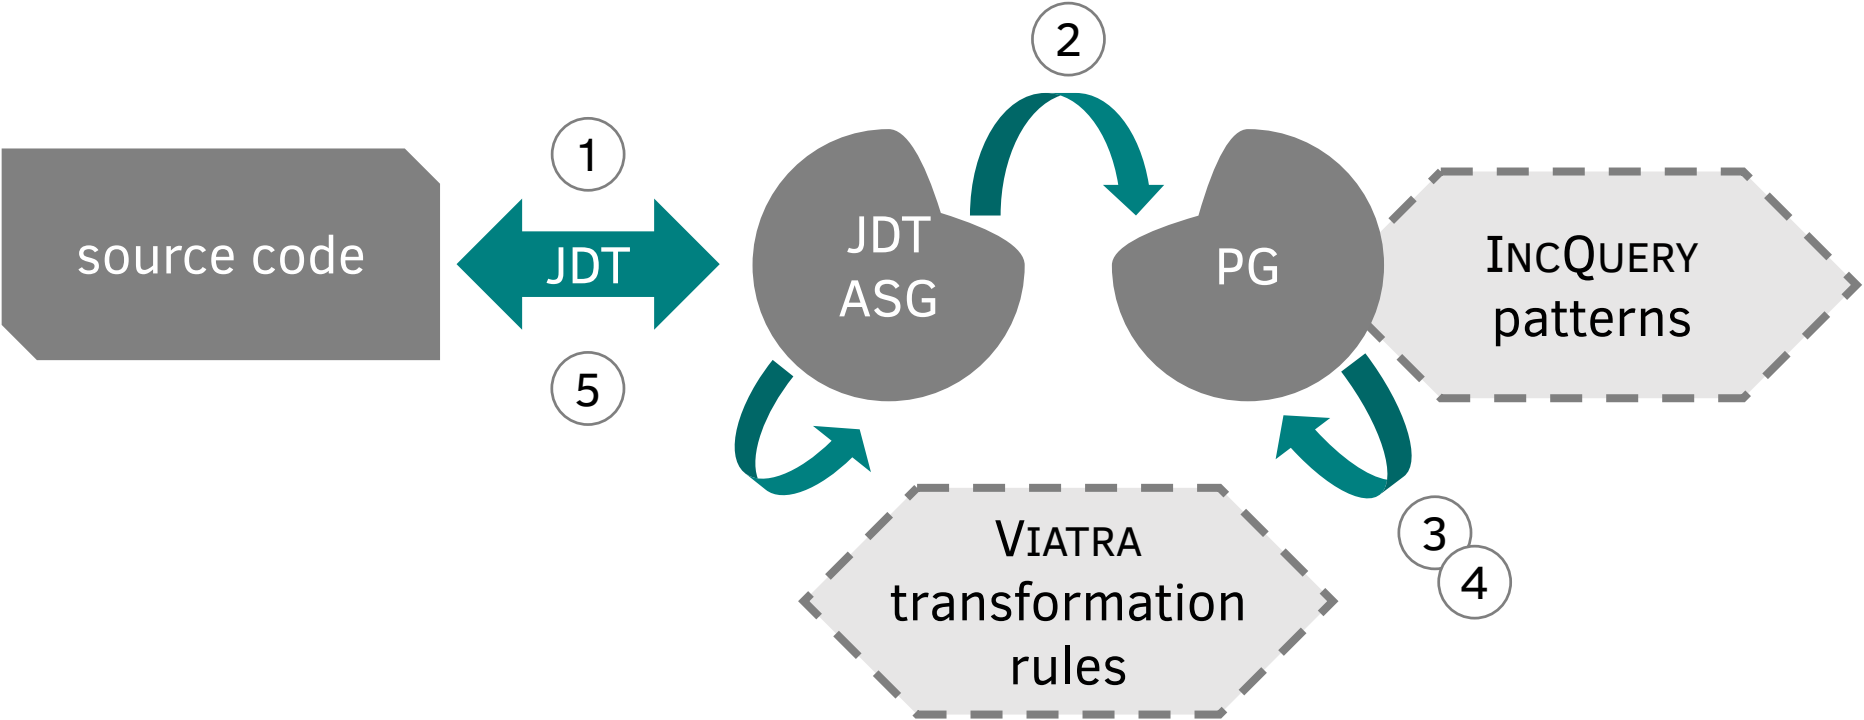 2
1
source code
JDT
5
JDT
ASG
PG
INCQUERY
patterns
3
4
VIATRA
transformation
rules